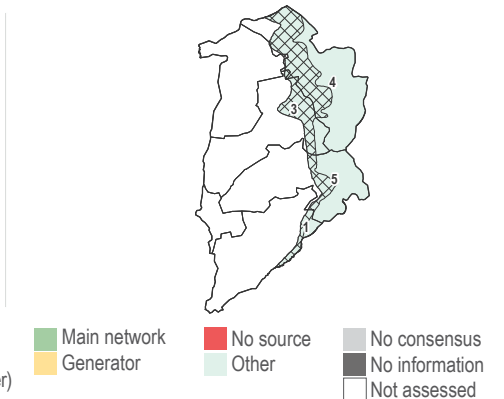 4
3
5
1
Main network
Generator
er)
No source
Other
No consensus
No information
Not assessed